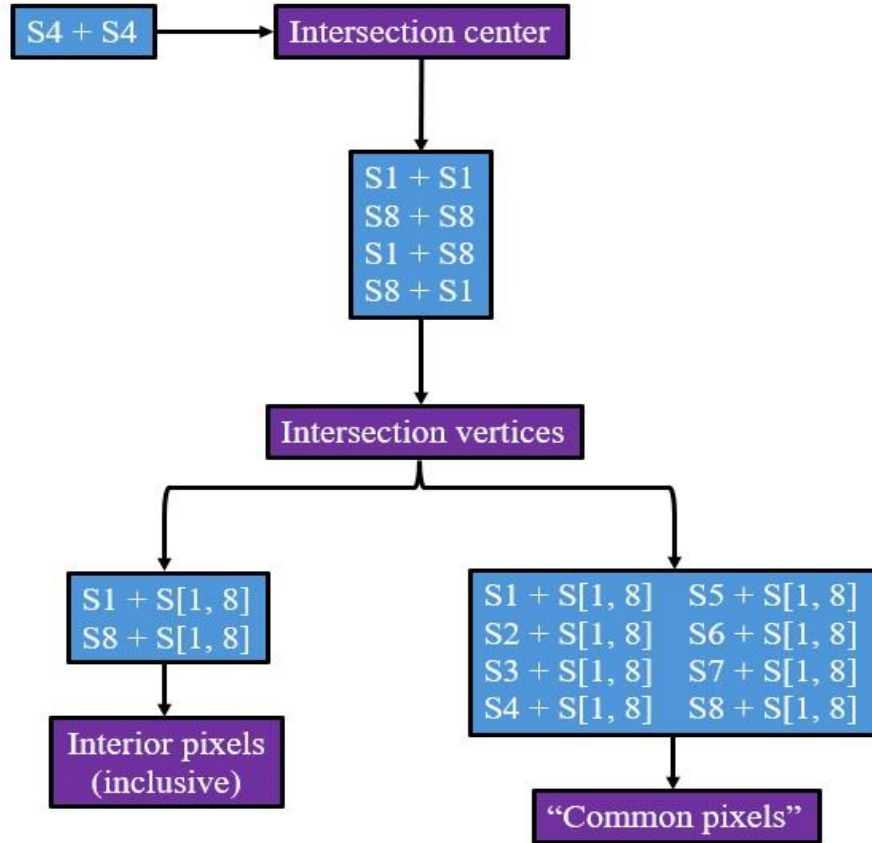 S4 + S4
Intersection center
S1 + S1
S8 + S8
S1 + S8
S8 + S1
Intersection vertices
S1 + S[1, 8]
S8 + S[1, 8]
Interior pixels
(inclusive)
S1 + S[1, 8] S5 + S[1, 8]
S2 + S[1, 8] S6 + S[1, 8]
S3 + S[1, 8] S7 + S[1, 8]
S4 + S[1, 8] S8 + S[1, 8]
“Common pixels”